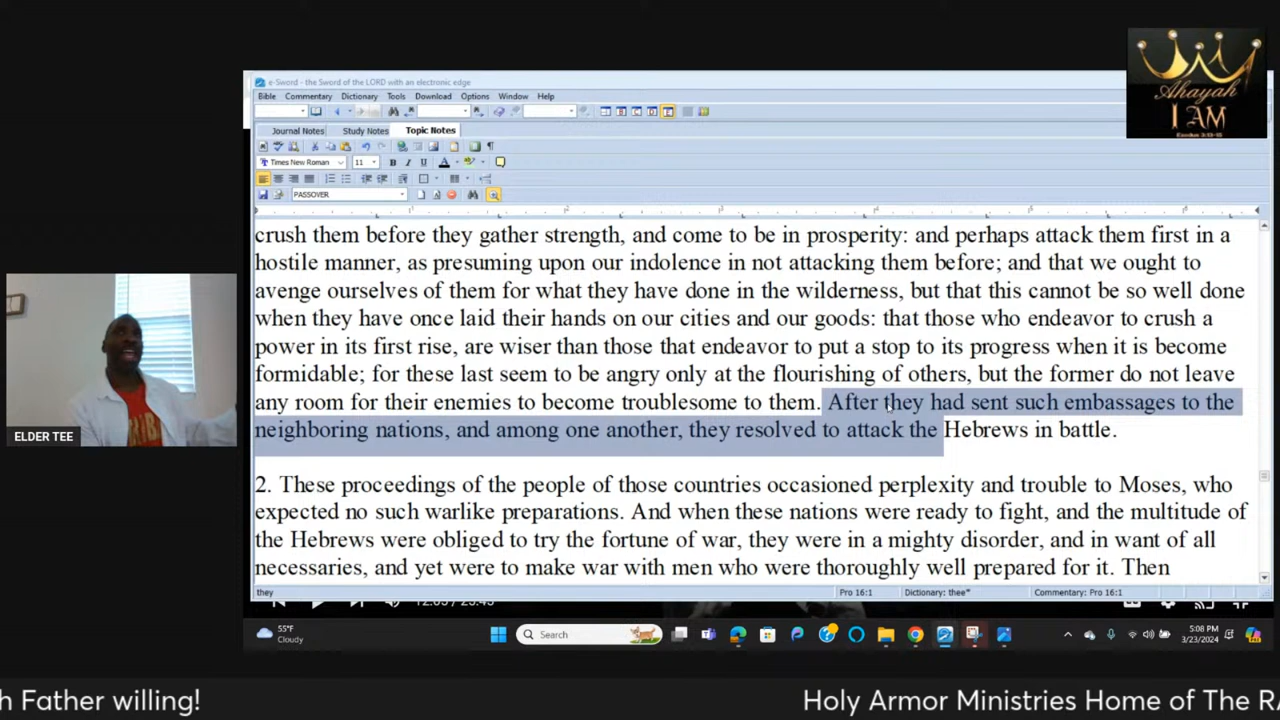 Ahayah
I AM
Exodus 3:13-15
e-Sword - the Sword of the LORD with an electronic edge
Bible Commentary Dictionary Tools Download Options Window Help
Journal Notes Study Notes Topic Notes
Times New Roman 11 B I U A
PASSOVER
crush them before they gather strength, and come to be in prosperity: and perhaps attack them first in a
hostile manner, as presuming upon our indolence in not attacking them before; and that we ought to
avenge ourselves of them for what they have done in the wilderness, but that this cannot be so well done
when they have once laid their hands on our cities and our goods: that those who endeavor to crush a
power in its first rise, are wiser than those that endeavor to put a stop to its progress when it is become
formidable; for these last seem to be angry only at the flourishing of others, but the former do not leave
any room for their enemies to become troublesome to them. After they had sent such embassages to the
neighboring nations, and among one another, they resolved to attack the Hebrews in battle.
2. These proceedings of the people of those countries occasioned perplexity and trouble to Moses, who
expected no such warlike preparations. And when these nations were ready to fight, and the multitude of
the Hebrews were obliged to try the fortune of war, they were in a mighty disorder, and in want of all
necessaries, and yet were to make war with men who were thoroughly well prepared for it. Then
they Pro 16:1 Dictionary: thee* Commentary: Pro 16:1
ELDER TEE
55°F
Cloudy
Search
5:08 PM
3/23/2024
h Father willing!
Holy Armor Ministries Home of The RA